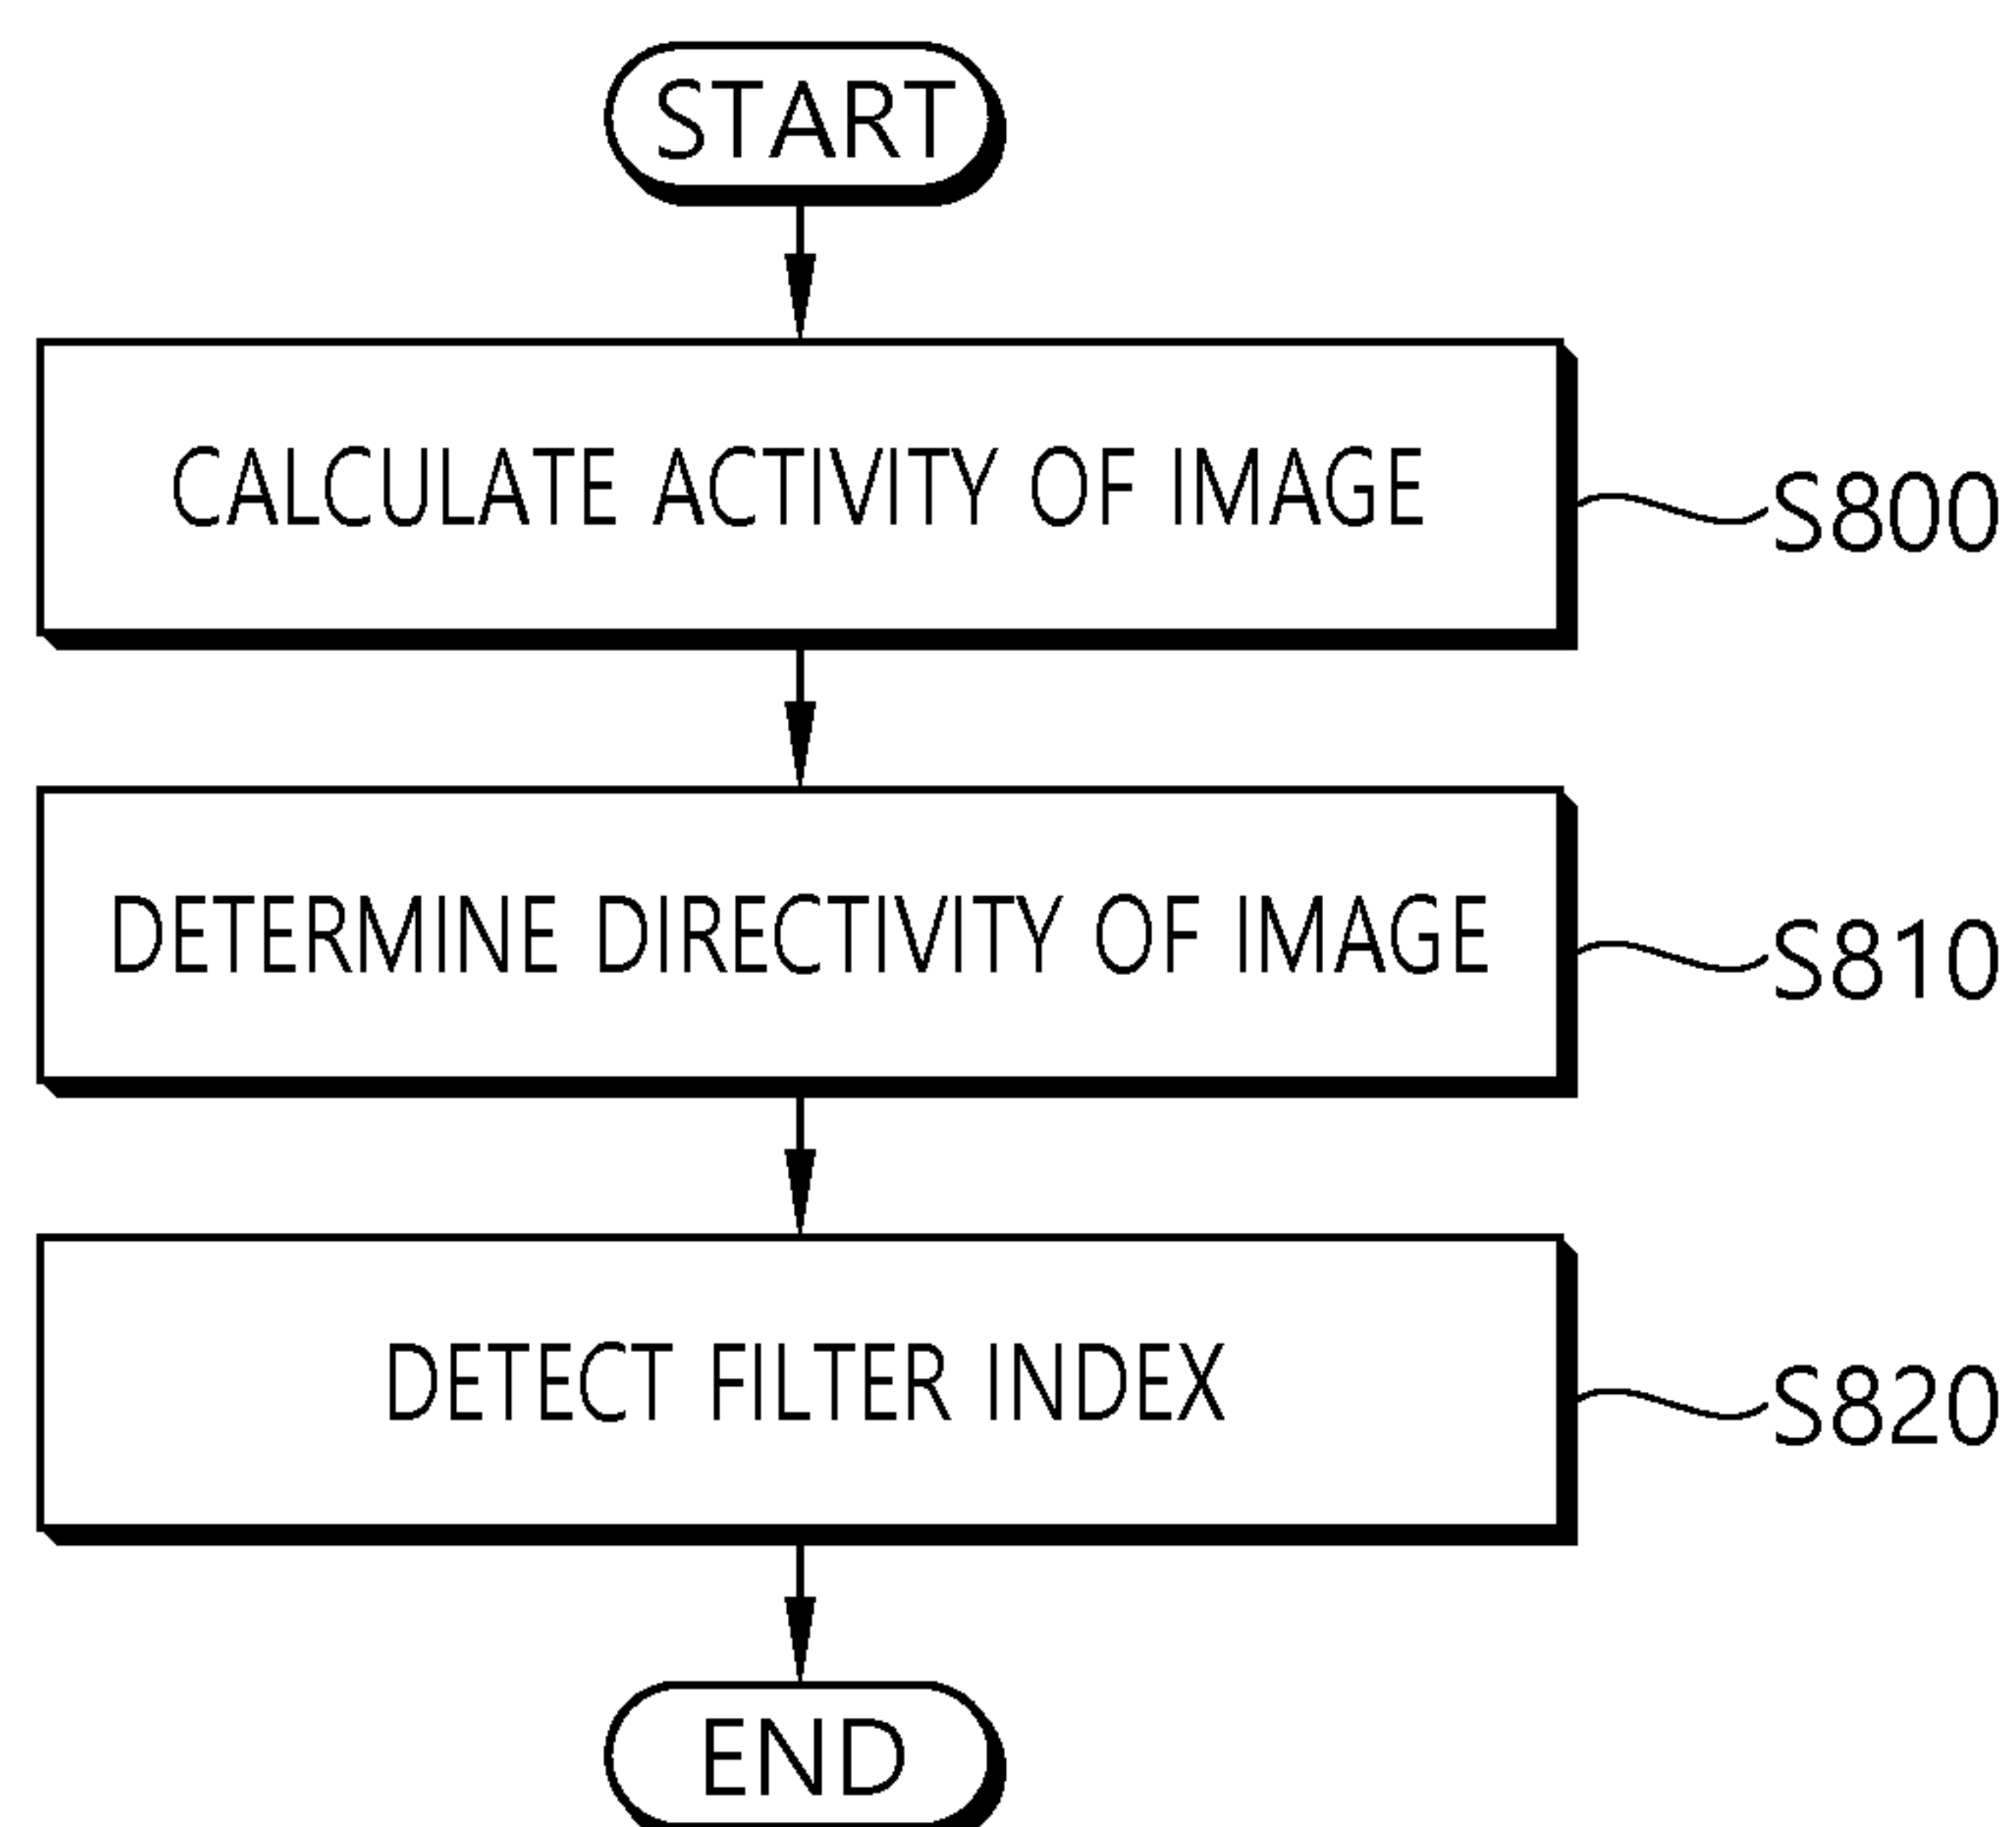 START
CALCULATE ACTIVITY OF IMAGE
S800
DETERMINE DIRECTIVITY OF IMAGE
S810
DETECT FILTER INDEX
S820
END